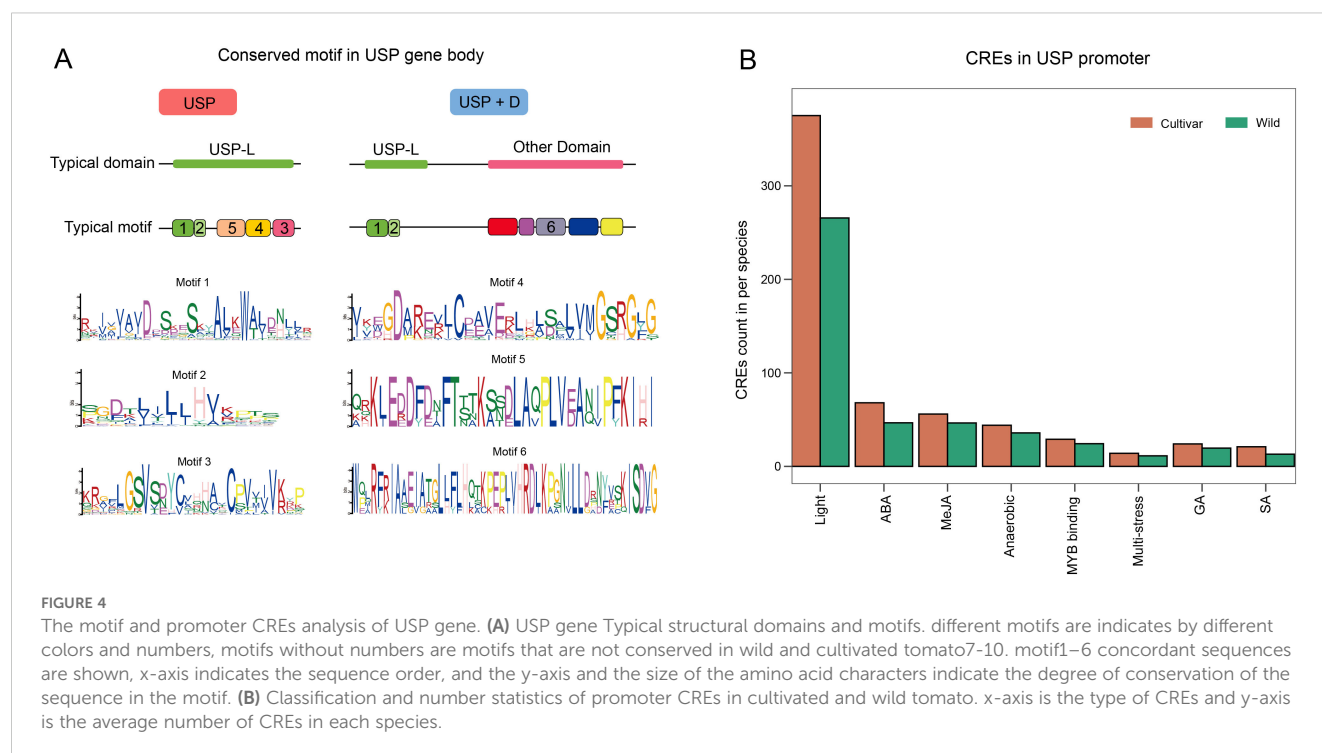 A
Conserved motif in USP gene body
USP
USP + D
Typical domain
USP-L
USP-L
Other Domain
Typical motif
1 2 5 4 3
1 2 6
Motif 1
Motif 4
Motif 2
Motif 5
Motif 3
Motif 6
B
CREs in USP promoter
Cultivar
Wild
CREs count in per species
300
200
100
0
Light
ABA
MeJA
Anaerobic
MYB binding
Multi-stress
GA
SA
FIGURE 4
The motif and promoter CREs analysis of USP gene. (A) USP gene Typical structural domains and motifs. different motifs are indicates by different
colors and numbers, motifs without numbers are motifs that are not conserved in wild and cultivated tomato7-10. motif1–6 concordant sequences
are shown, x-axis indicates the sequence order, and the y-axis and the size of the amino acid characters indicate the degree of conservation of the
sequence in the motif. (B) Classification and number statistics of promoter CREs in cultivated and wild tomato. x-axis is the type of CREs and y-axis
is the average number of CREs in each species.